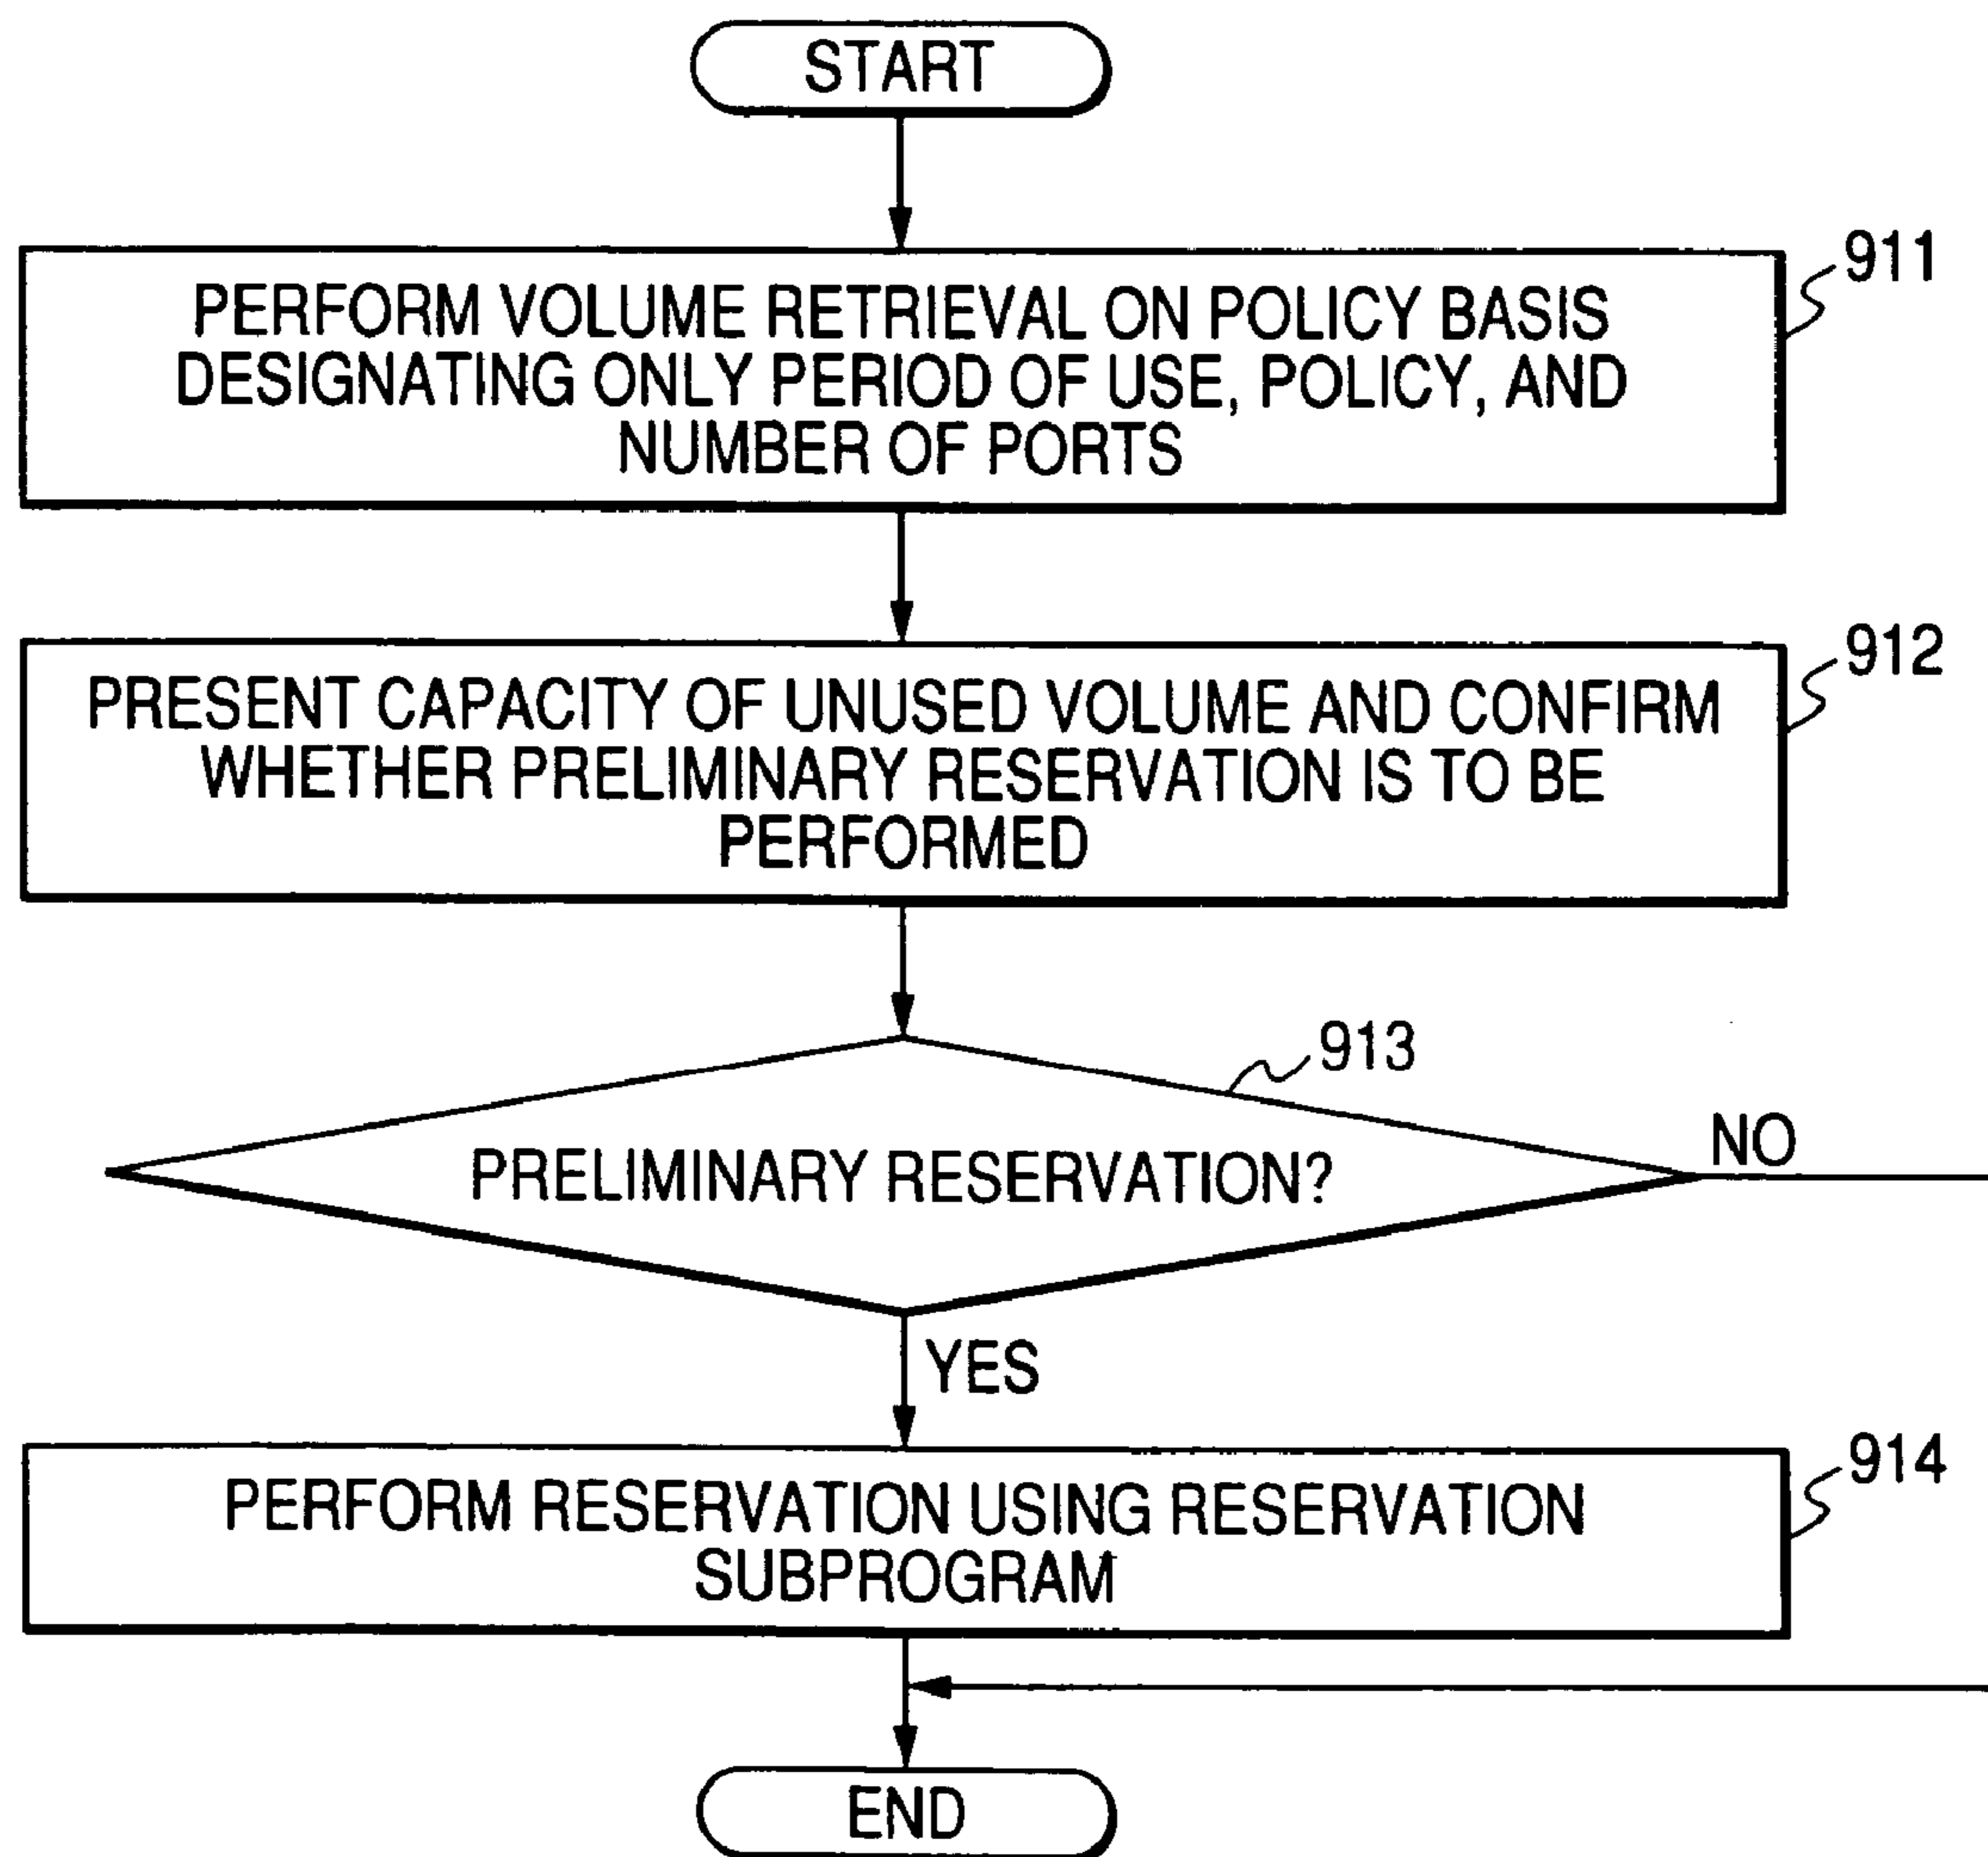 START
911
PERFORM VOLUME RETRIEVAL ON POLICY BASIS
DESIGNATING ONLY PERIOD OF USE, POLICY, AND
NUMBER OF PORTS
912
PRESENT CAPACITY OF UNUSED VOLUME AND CONFIRM
WHETHER PRELIMINARY RESERVATION IS TO BE
PERFORMED
913
PRELIMINARY RESERVATION?
NO
YES
914
PERFORM RESERVATION USING RESERVATION
SUBPROGRAM
END